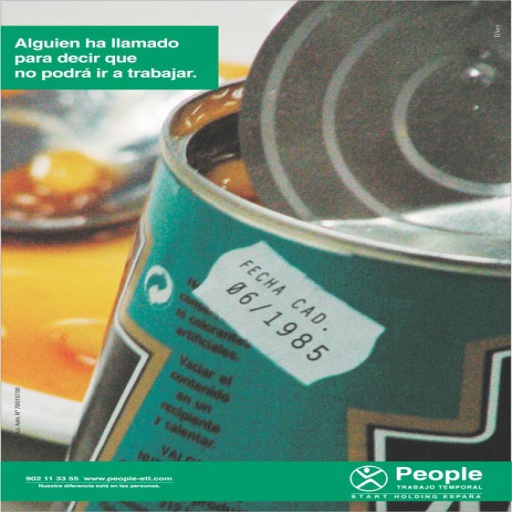 Alguien ha llamado
para decir que
no podrá ir a trabajar.
FECHA CAD.
06/1985
ni colorantes
artificiales.
Vaciar el
contenido
en un
recipiente
y calentar.
902 11 33 55 www.people-ett.com
Nuestra diferencia está en las personas.
People
TRABAJO TEMPORAL
START HOLDING ESPAÑA